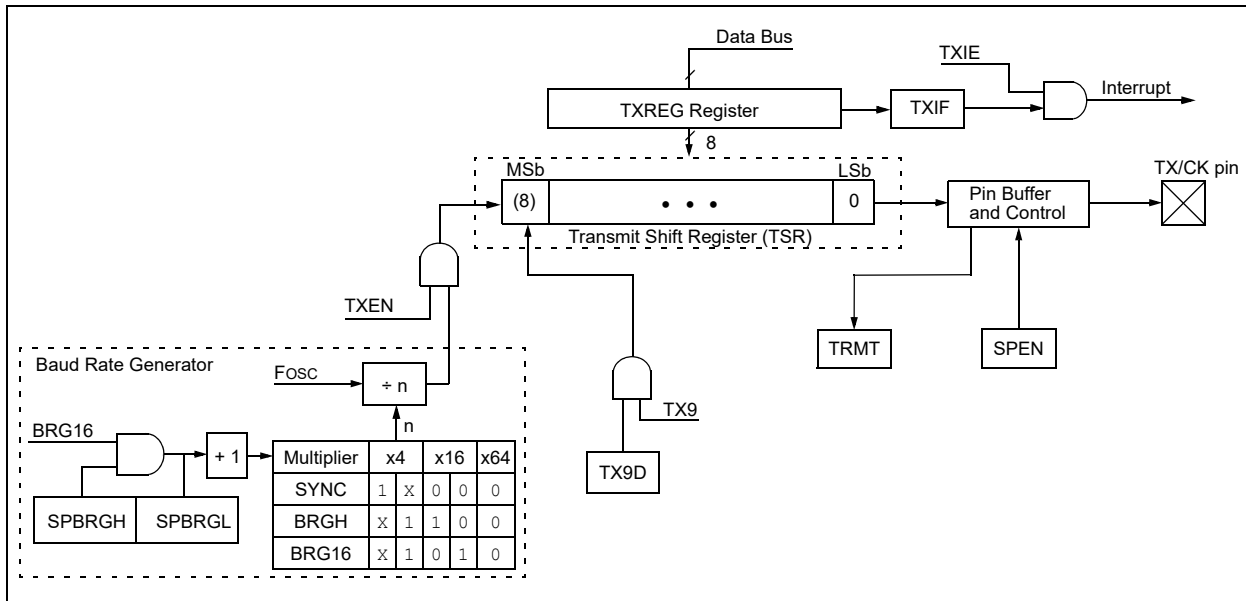 Data Bus
TXIE
Interrupt
TXREG Register
TXIF
8
MSb
LSb
TX/CK pin
(8)
• • •
0
Pin Buffer
and Control
Transmit Shift Register (TSR)
TXEN
TRMT
SPEN
Baud Rate Generator
FOSC
÷ n
TX9
n
BRG16
+ 1
Multiplier x4 x16 x64
TX9D
SYNC 1 X 0 0 0
SPBRGH SPBRGL
BRGH X 1 1 0 0
BRG16 X 1 0 1 0